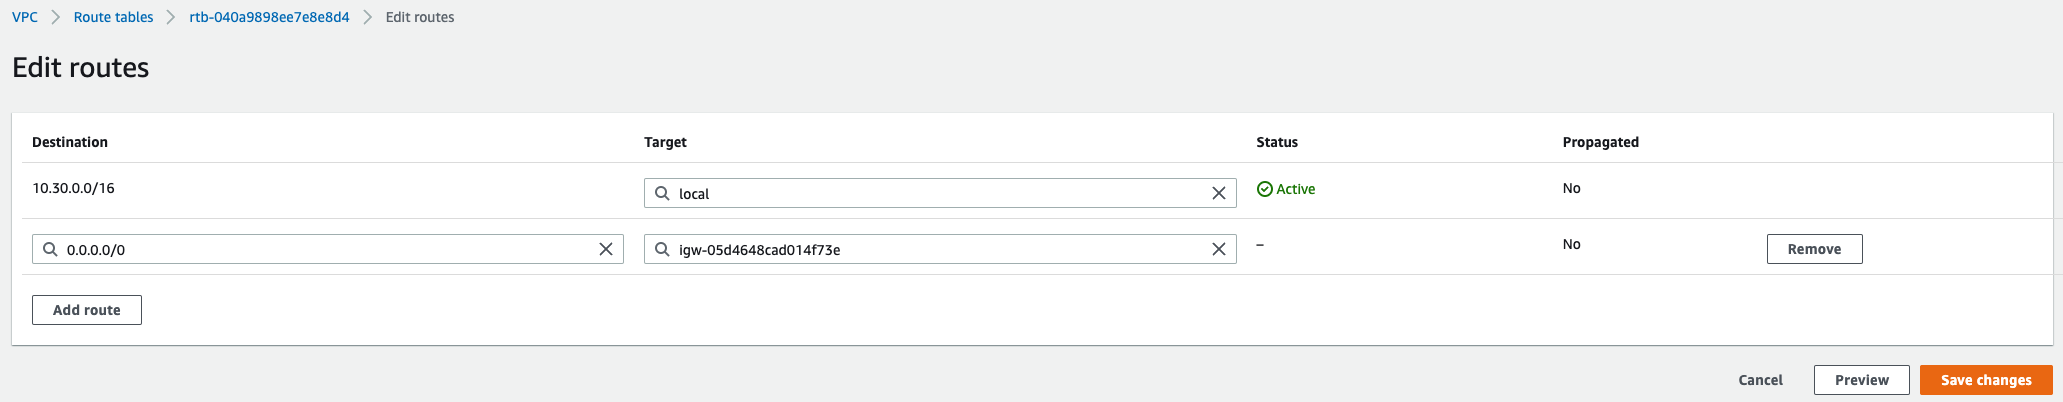 VPC > Route tables > rtb-040a9898ee7e8e8d4 > Edit routes
Edit routes
Destination Target Status Propagated
10.30.0.0/16 local Active No
0.0.0.0/0 igw-05d4648cad014f73e – No Remove
Add route
Cancel Preview Save changes